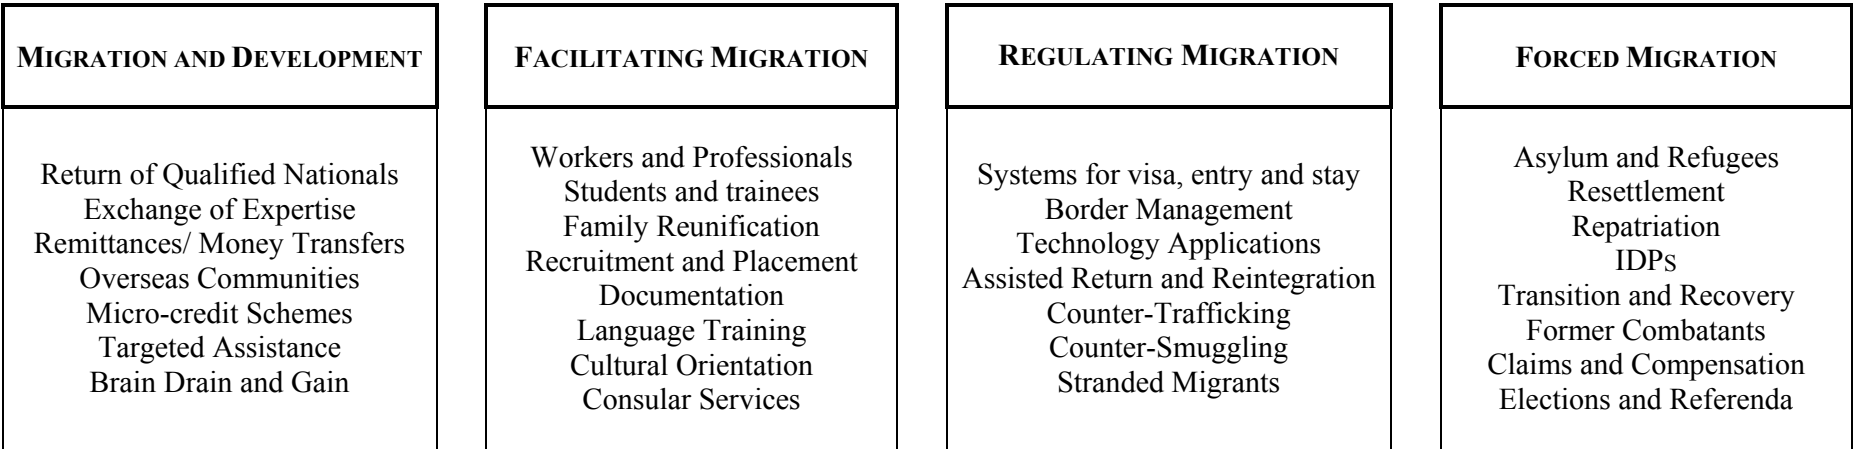 MIGRATION AND DEVELOPMENT
Return of Qualified Nationals
Exchange of Expertise
Remittances/ Money Transfers
Overseas Communities
Micro-credit Schemes
Targeted Assistance
Brain Drain and Gain
FACILITATING MIGRATION
Workers and Professionals
Students and trainees
Family Reunification
Recruitment and Placement
Documentation
Language Training
Cultural Orientation
Consular Services
REGULATING MIGRATION
Systems for visa, entry and stay
Border Management
Technology Applications
Assisted Return and Reintegration
Counter-Trafficking
Counter-Smuggling
Stranded Migrants
FORCED MIGRATION
Asylum and Refugees
Resettlement
Repatriation
IDPs
Transition and Recovery
Former Combatants
Claims and Compensation
Elections and Referenda